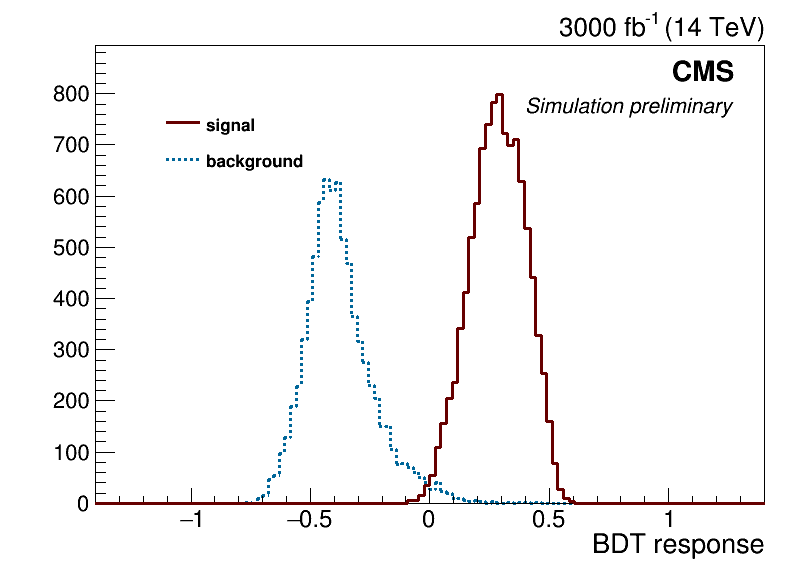 3000 fb⁻¹ (14 TeV)
CMS
Simulation preliminary
signal
background
800
700
600
500
400
300
200
100
0
−1 −0.5 0 0.5 1
BDT response